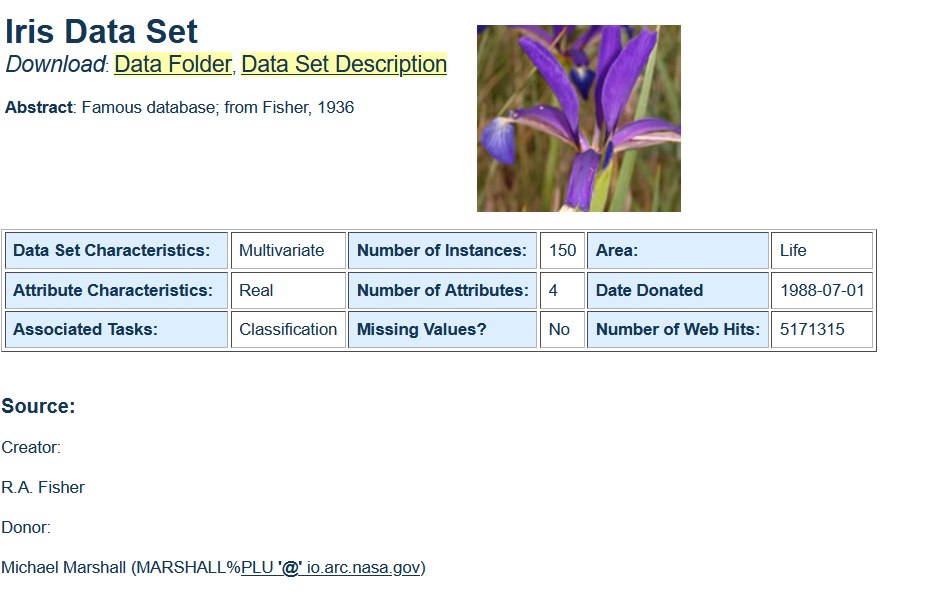 Iris Data Set
Download: Data Folder, Data Set Description
Abstract: Famous database; from Fisher, 1936
Data Set Characteristics: Multivariate Number of Instances: 150 Area: Life
Attribute Characteristics: Real Number of Attributes: 4 Date Donated 1988-07-01
Associated Tasks: Classification Missing Values? No Number of Web Hits: 5171315
Source:
Creator:
R.A. Fisher
Donor:
Michael Marshall (MARSHALL%PLU '@' io.arc.nasa.gov)